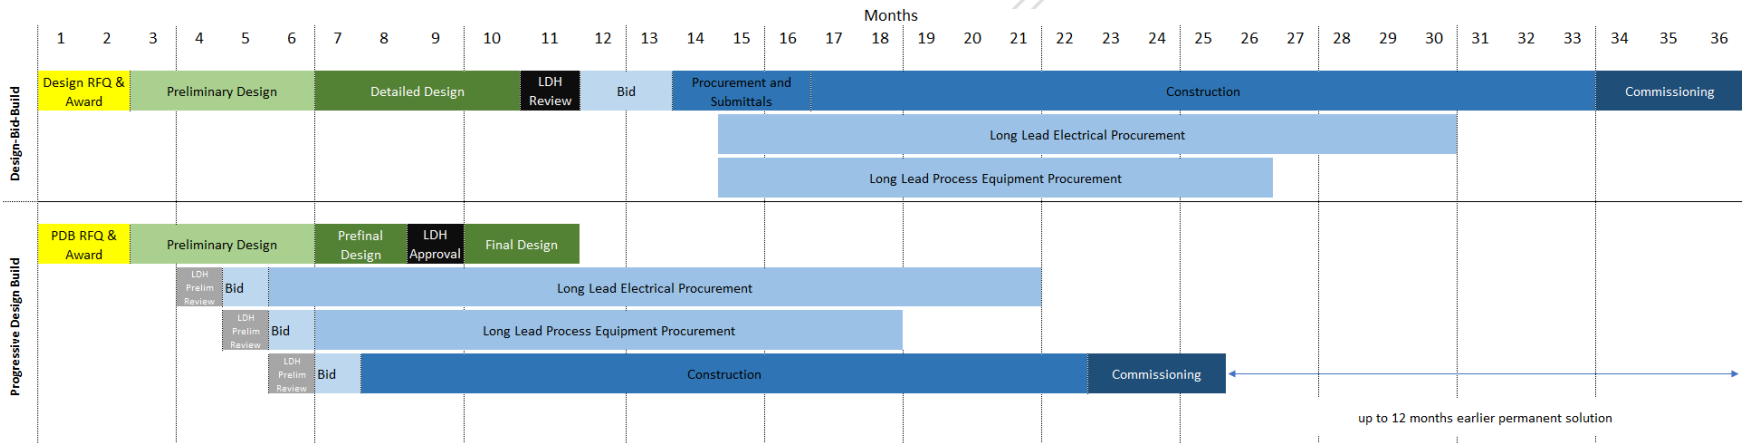 Months
1 2 3 4 5 6 7 8 9 10 11 12 13 14 15 16 17 18 19 20 21 22 23 24 25 26 27 28 29 30 31 32 33 34 35 36
Design-Bid-Build
Design RFQ &
Award
Preliminary Design
Detailed Design
LDH
Review
Bid
Procurement and
Submittals
Construction
Commissioning
Long Lead Electrical Procurement
Long Lead Process Equipment Procurement
Progressive Design Build
PDB RFQ &
Award
Preliminary Design
Prefinal
Design
LDH
Approval
Final Design
LDH
Prelim
Review
Bid
Long Lead Electrical Procurement
LDH
Prelim
Review
Bid
Long Lead Process Equipment Procurement
LDH
Prelim
Review
Bid
Construction
Commissioning
up to 12 months earlier permanent solution